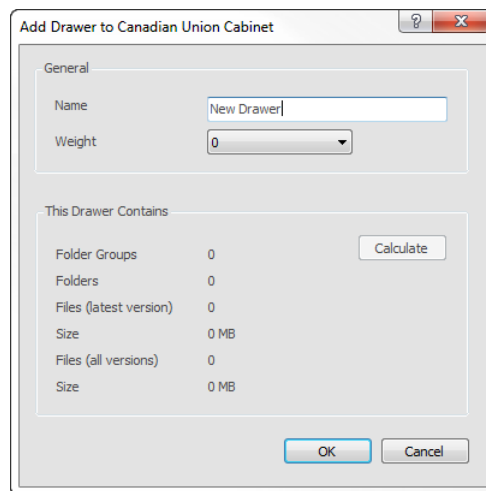 Add Drawer to Canadian Union Cabinet
General
Name New Drawer
Weight 0
This Drawer Contains
Folder Groups 0 Calculate
Folders 0
Files (latest version) 0
Size 0 MB
Files (all versions) 0
Size 0 MB
OK Cancel